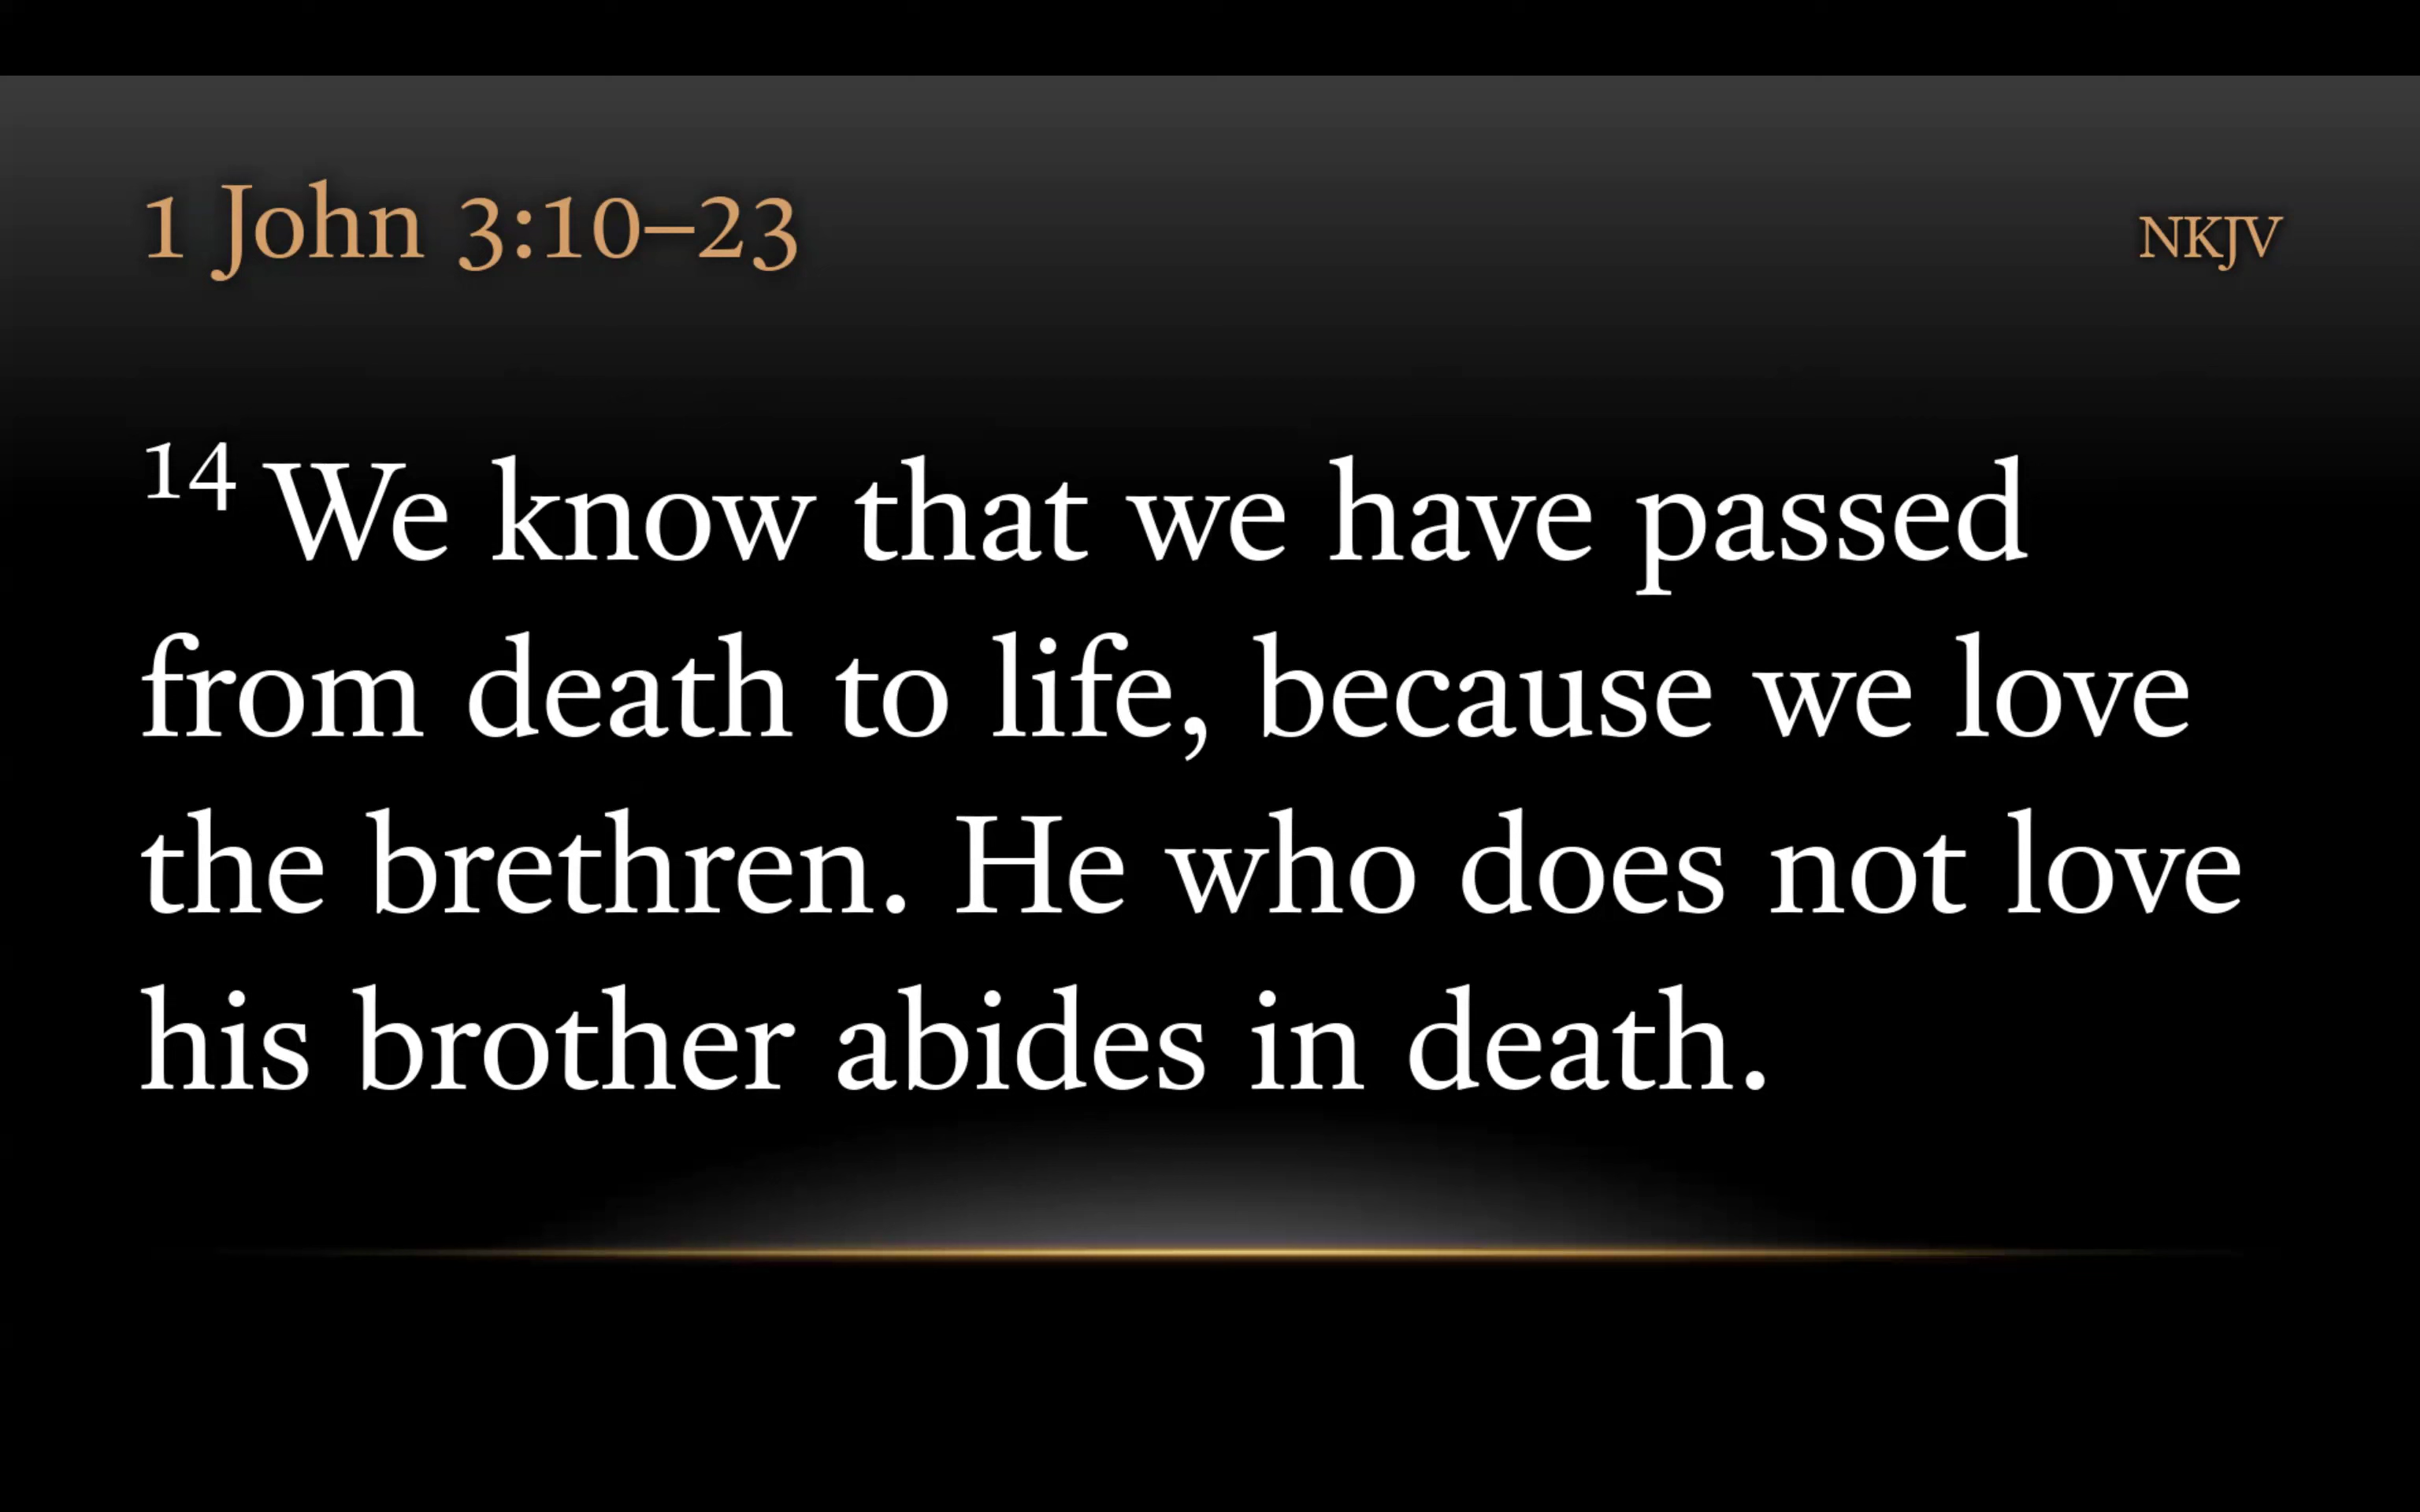 1 John 3:10–23
NKJV
14 We know that we have passed
from death to life, because we love
the brethren. He who does not love
his brother abides in death.